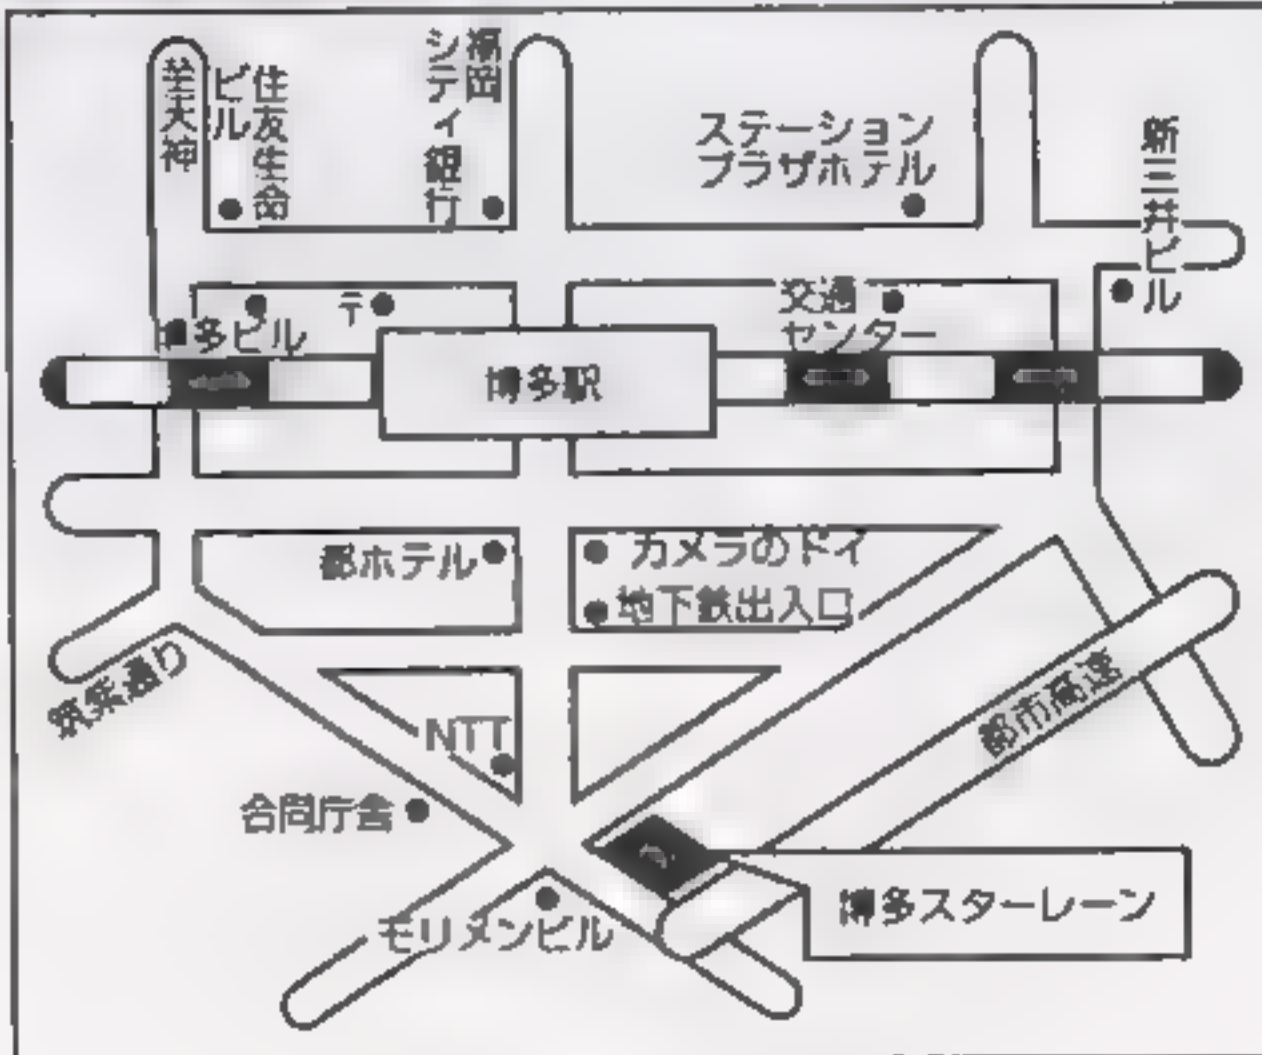 至天神
住友生命
ビル
福岡
シティ銀行
ステーション
プラザホテル
新三井ビル
博多ビル
〒
交通
センター
博多駅
都ホテル
カメラのドイ
地下鉄出入口
筑紫通り
NTT
都市高速
合同庁舎
モリメンビル
博多スターレーン